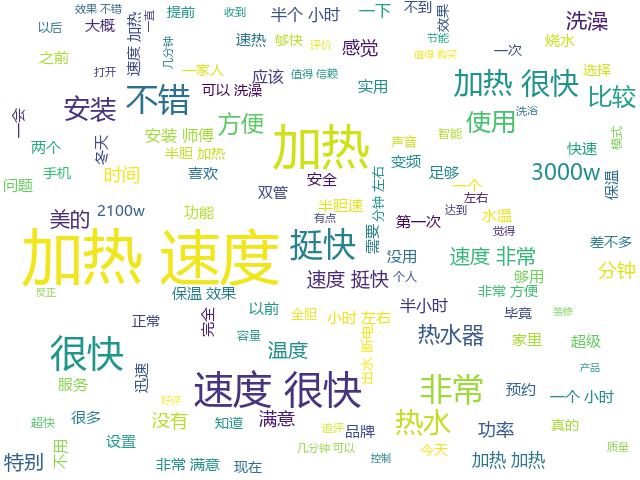 效果 不错
以后
大概
速度 加热
一直
提前
收到
几分钟
半个 小时
一下
不到
效果
洗澡
之前
打开
速热
够快
评价
感觉
节能
值得 购买
一次
烧水
一家人
应该
值得 信赖
实用
加热 很快
选择
比较
一会
安装
不错
可以 洗澡
使用
洗浴
两个
冬天
安装 师傅
半胆 加热
方便
加热
声音
智能
快速
模式
问题
手机
时间
喜欢
双管
安全
变频
分钟 左右
足够
一个
3000w
保温
美的
2100w
功能
半胆速
有点
需要
第一次
左右
达到
水温
觉得
差不多
加热 速度
挺快
没用
速度 非常
分钟
反正
保温 效果
速度 挺快
个人
够用
非常 方便
正常
完全
以前
全胆
小时 左右
半小时
毕竟
装修
容量
断电
出水
热水器
家里
超级
很快
温度
服务
迅速
速度 很快
非常
预约
产品
一个 小时
超快
很多
好评
没有
知道
满意
追评
品牌
热水
功率
真的
特别
不用
设置
非常 满意
现在
几分钟 可以
控制
今天
加热 加热
质量